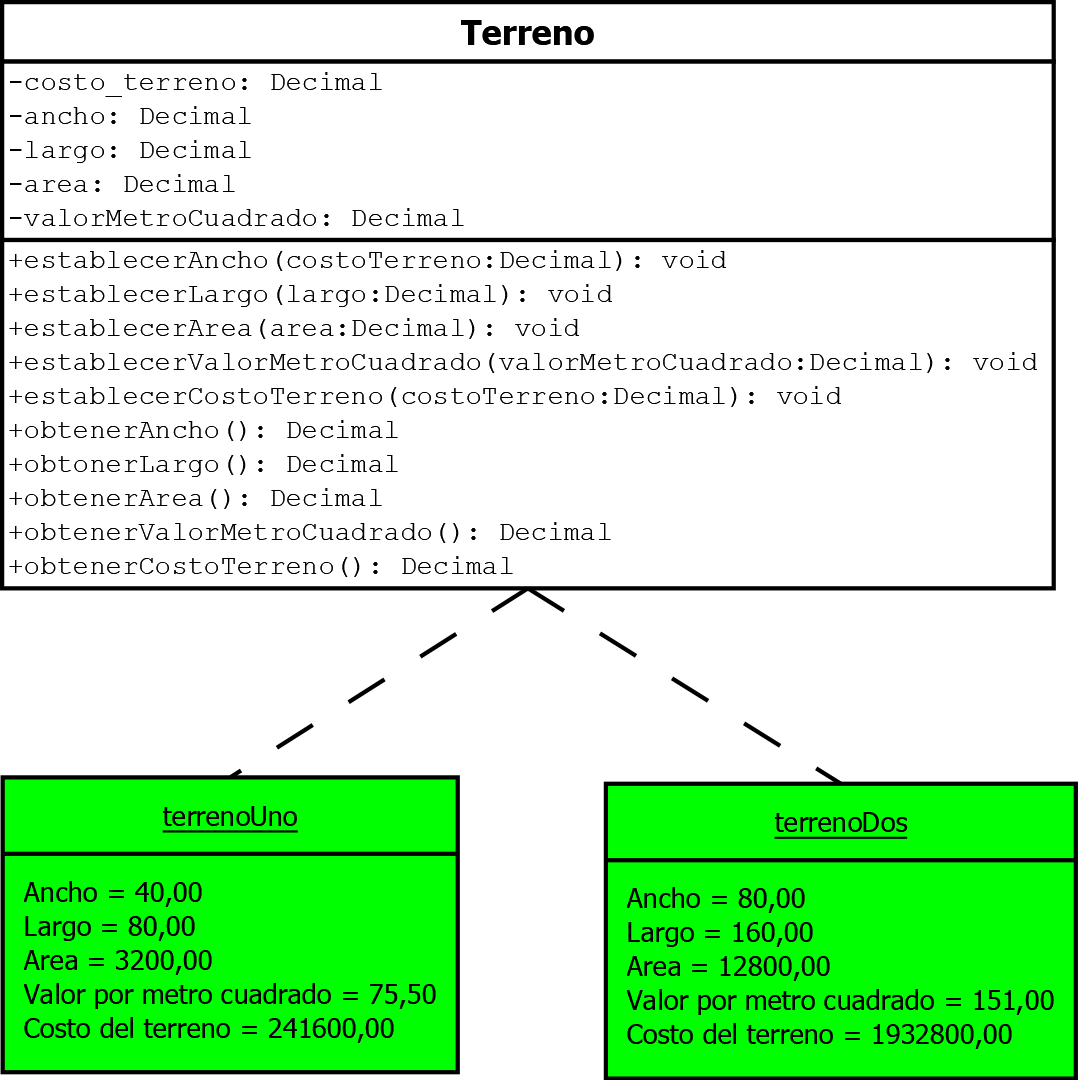 Terreno
-costo_terreno: Decimal
-ancho: Decimal
-largo: Decimal
-area: Decimal
-valorMetroCuadrado: Decimal
+establecerAncho(costoTerreno:Decimal): void
+establecerLargo(largo:Decimal): void
+establecerArea(area:Decimal): void
+establecerValorMetroCuadrado(valorMetroCuadrado:Decimal): void
+establecerCostoTerreno(costoTerreno:Decimal): void
+obtenerAncho(): Decimal
+obtonerLargo(): Decimal
+obtenerArea(): Decimal
+obtenerValorMetroCuadrado(): Decimal
+obtenerCostoTerreno(): Decimal
terrenoUno
Ancho = 40,00
Largo = 80,00
Area = 3200,00
Valor por metro cuadrado = 75,50
Costo del terreno = 241600,00
terrenoDos
Ancho = 80,00
Largo = 160,00
Area = 12800,00
Valor por metro cuadrado = 151,00
Costo del terreno = 1932800,00